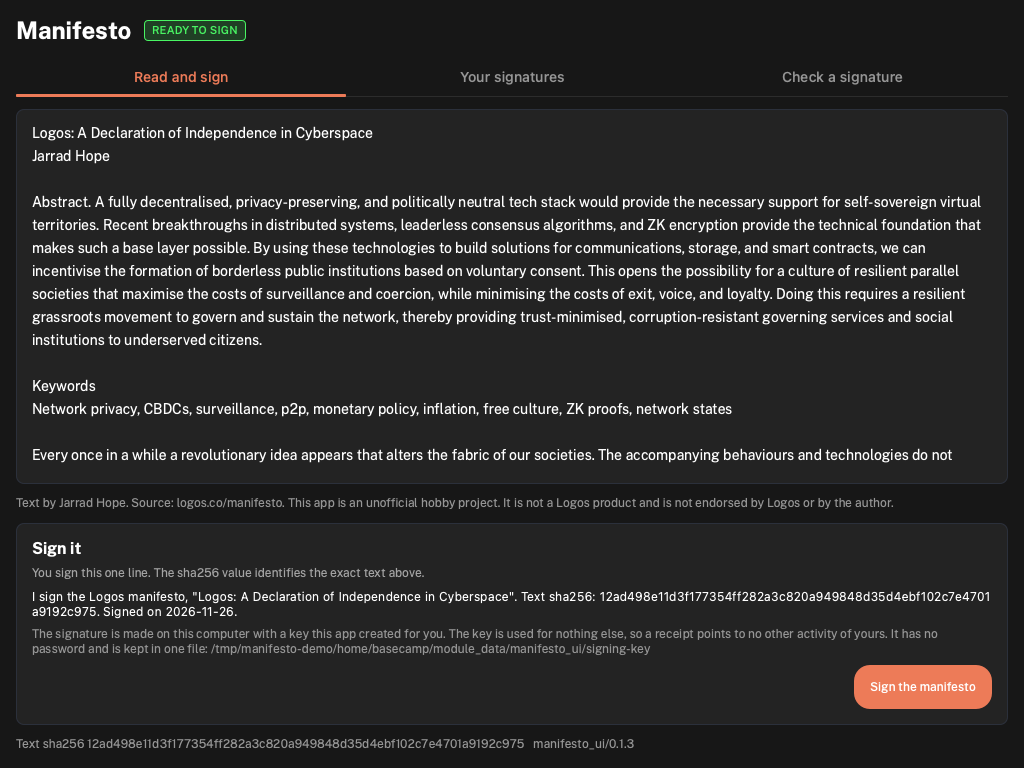 Manifesto
READY TO SIGN
Read and sign
Your signatures
Check a signature
Logos: A Declaration of Independence in Cyberspace
Jarrad Hope
Abstract. A fully decentralised, privacy-preserving, and politically neutral tech stack would provide the necessary support for self-sovereign virtual
territories. Recent breakthroughs in distributed systems, leaderless consensus algorithms, and ZK encryption provide the technical foundation that
makes such a base layer possible. By using these technologies to build solutions for communications, storage, and smart contracts, we can
incentivise the formation of borderless public institutions based on voluntary consent. This opens the possibility for a culture of resilient parallel
societies that maximise the costs of surveillance and coercion, while minimising the costs of exit, voice, and loyalty. Doing this requires a resilient
grassroots movement to govern and sustain the network, thereby providing trust-minimised, corruption-resistant governing services and social
institutions to underserved citizens.
Keywords
Network privacy, CBDCs, surveillance, p2p, monetary policy, inflation, free culture, ZK proofs, network states
Every once in a while a revolutionary idea appears that alters the fabric of our societies. The accompanying behaviours and technologies do not
Text by Jarrad Hope. Source: logos.co/manifesto. This app is an unofficial hobby project. It is not a Logos product and is not endorsed by Logos or by the author.
Sign it
You sign this one line. The sha256 value identifies the exact text above.
I sign the Logos manifesto, "Logos: A Declaration of Independence in Cyberspace". Text sha256: 12ad498e11d3f177354ff282a3c820a949848d35d4ebf102c7e4701
a9192c975. Signed on 2026-11-26.
The signature is made on this computer with a key this app created for you. The key is used for nothing else, so a receipt points to no other activity of yours. It has no
password and is kept in one file: /tmp/manifesto-demo/home/basecamp/module_data/manifesto_ui/signing-key
Sign the manifesto
Text sha256 12ad498e11d3f177354ff282a3c820a949848d35d4ebf102c7e4701a9192c975 manifesto_ui/0.1.3